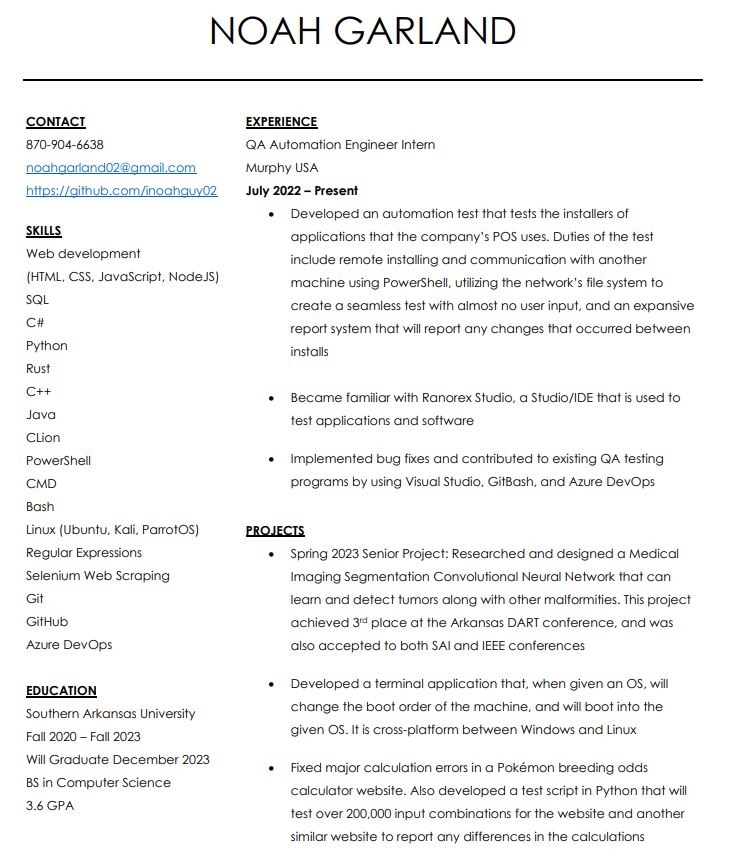 NOAH GARLAND
CONTACT
870-904-6638
noahgarland02@gmail.com
https://github.com/inoahguy02
SKILLS
Web development
(HTML, CSS, JavaScript, NodeJS)
SQL
C#
Python
Rust
C++
Java
CLion
PowerShell
CMD
Bash
Linux (Ubuntu, Kali, ParrotOS)
Regular Expressions
Selenium Web Scraping
Git
GitHub
Azure DevOps
EDUCATION
Southern Arkansas University
Fall 2020 – Fall 2023
Will Graduate December 2023
BS in Computer Science
3.6 GPA
EXPERIENCE
QA Automation Engineer Intern
Murphy USA
July 2022 – Present
• Developed an automation test that tests the installers of
applications that the company's POS uses. Duties of the test
include remote installing and communication with another
machine using PowerShell, utilizing the network's file system to
create a seamless test with almost no user input, and an expansive
report system that will report any changes that occurred between
installs
• Became familiar with Ranorex Studio, a Studio/IDE that is used to
test applications and software
• Implemented bug fixes and contributed to existing QA testing
programs by using Visual Studio, GitBash, and Azure DevOps
PROJECTS
• Spring 2023 Senior Project: Researched and designed a Medical
Imaging Segmentation Convolutional Neural Network that can
learn and detect tumors along with other malformities. This project
achieved 3rd place at the Arkansas DART conference, and was
also accepted to both SAI and IEEE conferences
• Developed a terminal application that, when given an OS, will
change the boot order of the machine, and will boot into the
given OS. It is cross-platform between Windows and Linux
• Fixed major calculation errors in a Pokémon breeding odds
calculator website. Also developed a test script in Python that will
test over 200,000 input combinations for the website and another
similar website to report any differences in the calculations